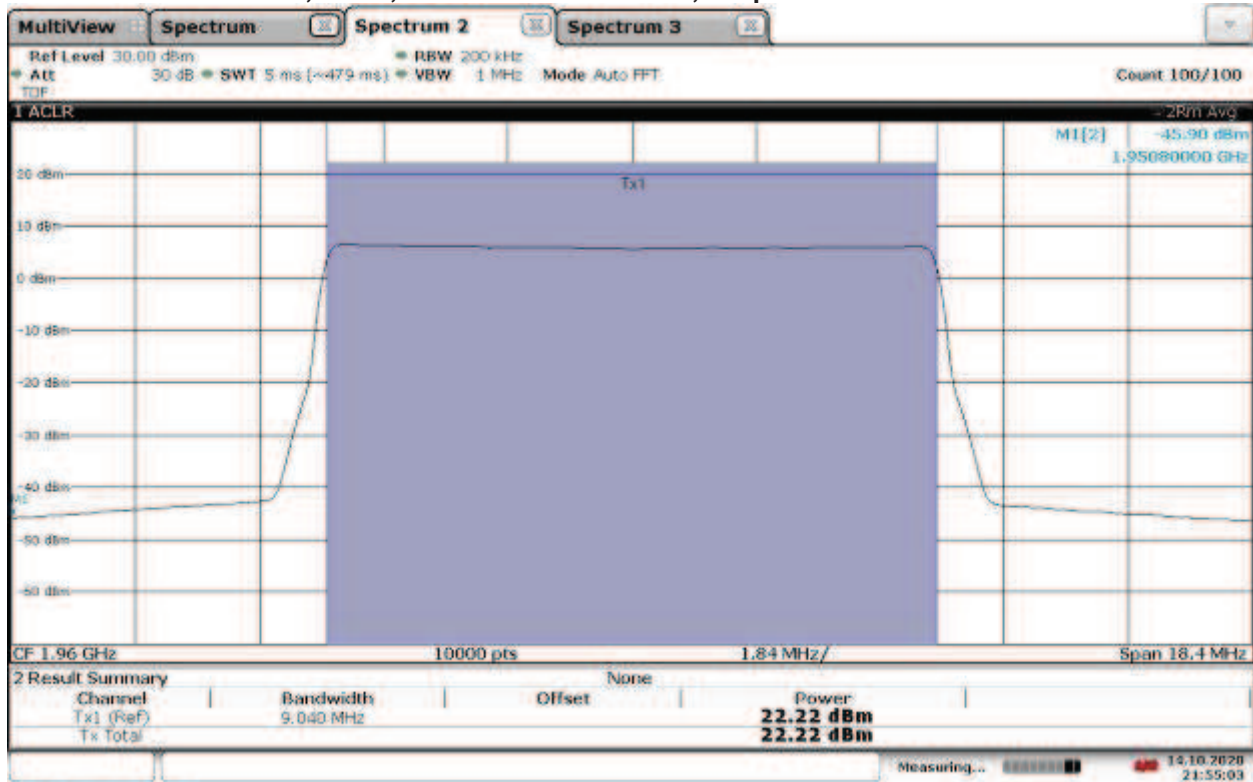 MultiView Spectrum Spectrum 2 Spectrum 3
Ref Level 30.00 dBm RBW 200 kHz
Att 30 dB SWT 5 ms (~479 ms) VBW 1 MHz Mode Auto FFT Count 100/100
TDF
1 ACLR 2Rm Avg
M1[2] -45.90 dBm
1.95080000 GHz
20 dBm
Tx1
10 dBm
0 dBm
-10 dBm
-20 dBm
-30 dBm
-40 dBm
M1
-50 dBm
-60 dBm
CF 1.96 GHz 10000 pts 1.84 MHz/ Span 18.4 MHz
2 Result Summary None
Channel Bandwidth Offset Power
Tx1 (Ref) 9.040 MHz 22.22 dBm
Tx Total 22.22 dBm
Measuring... 14.10.2020
21:55:03